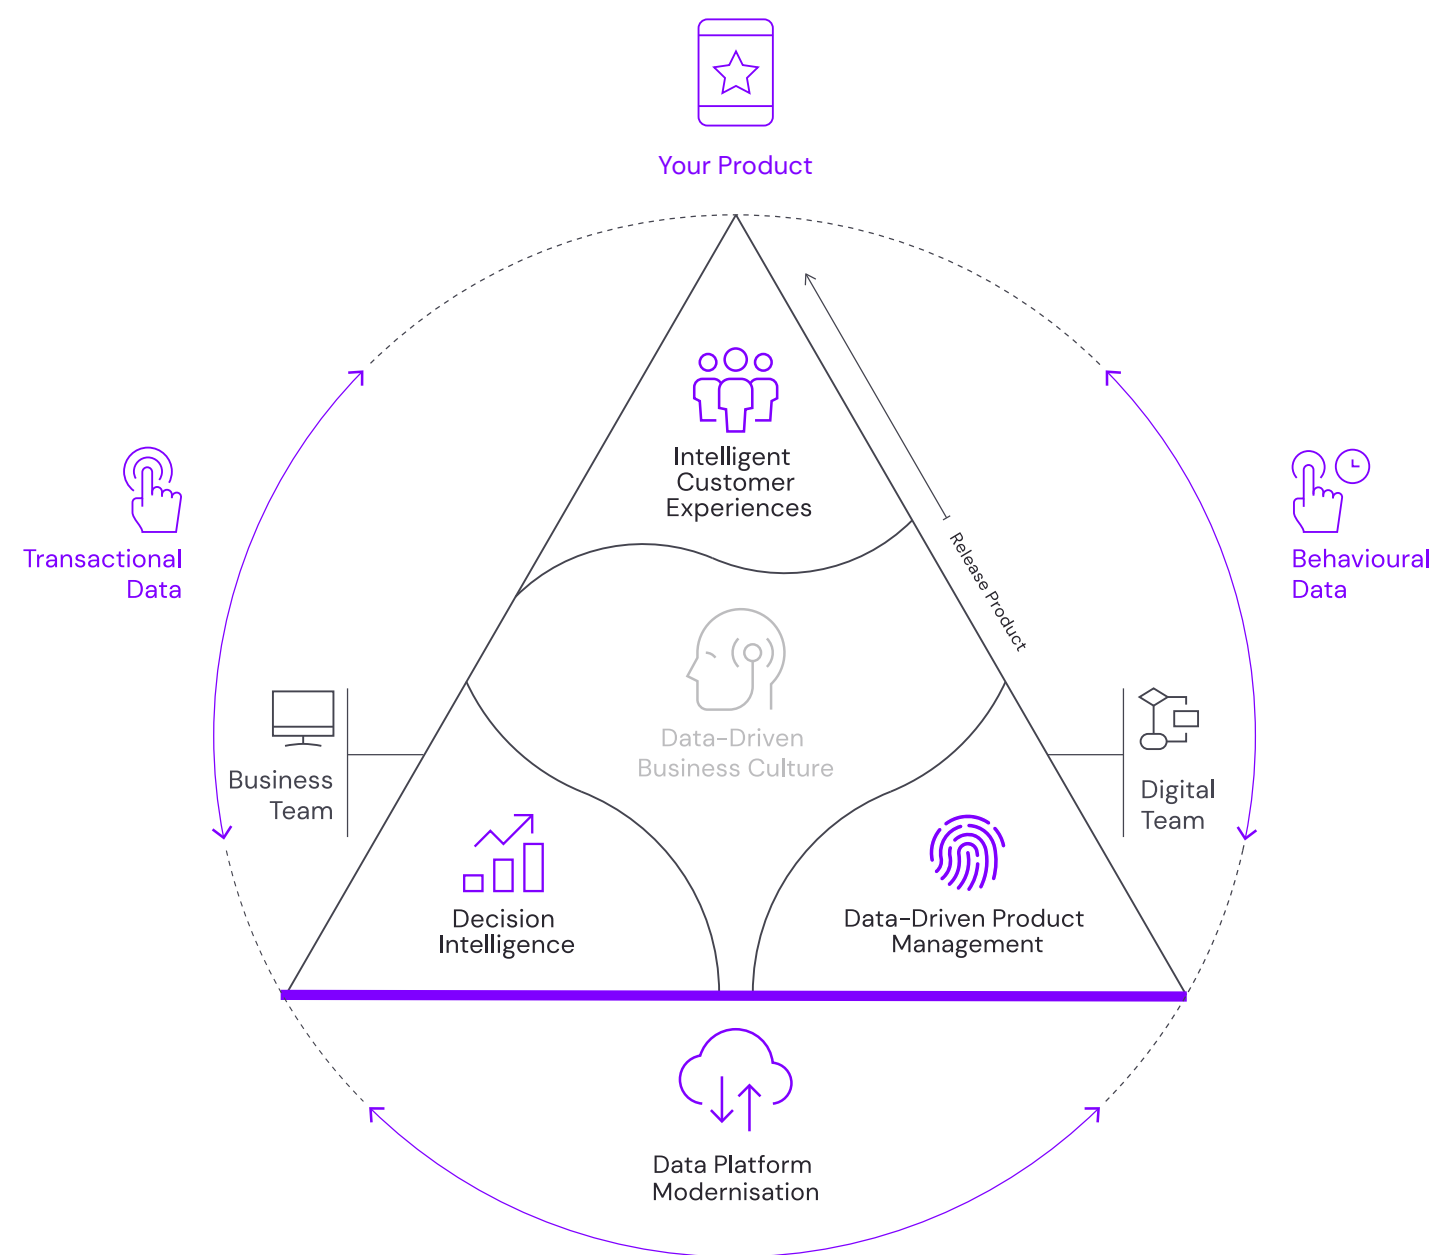 Your Product
Intelligent
Customer
Experiences
Release Product
Transactional
Data
Behavioural
Data
Data-Driven
Business Culture
Business
Team
Digital
Team
Decision
Intelligence
Data-Driven Product
Management
Data Platform
Modernisation